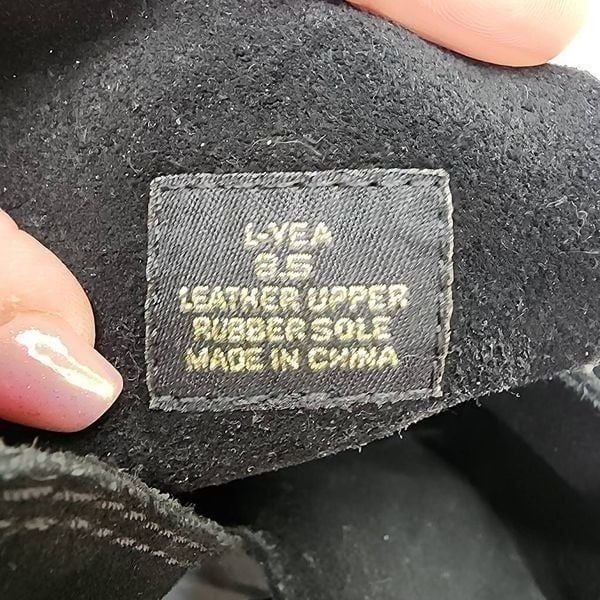 L-YEA
8.5
LEATHER UPPER
RUBBER SOLE
MADE IN CHINA